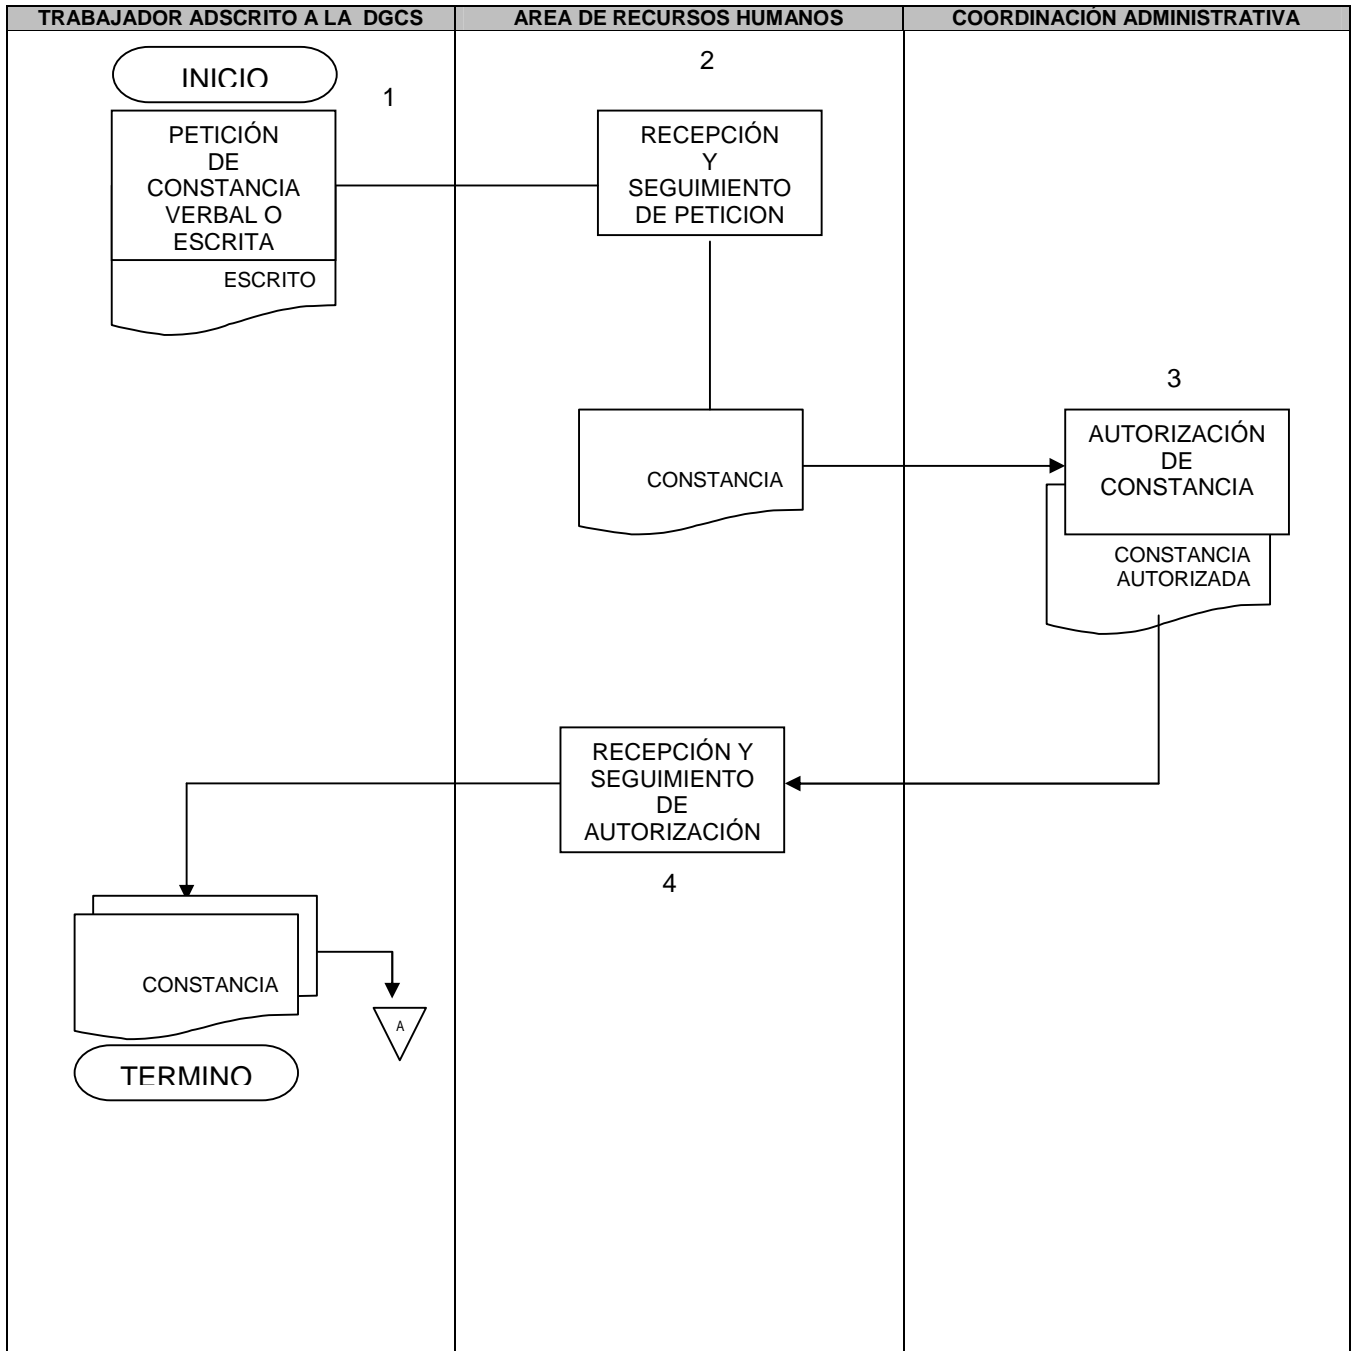 TRABAJADOR ADSCRITO A LA  DGCS
AREA DE RECURSOS HUMANOS
COORDINACIÓN ADMINISTRATIVA
INICIO
1
PETICIÓN
DE
CONSTANCIA
VERBAL O
ESCRITA
ESCRITO
2
RECEPCIÓN
Y
SEGUIMIENTO
DE PETICION
CONSTANCIA
3
AUTORIZACIÓN
DE
CONSTANCIA
CONSTANCIA
AUTORIZADA
RECEPCIÓN Y
SEGUIMIENTO
DE
AUTORIZACIÓN
4
CONSTANCIA
A
TERMINO